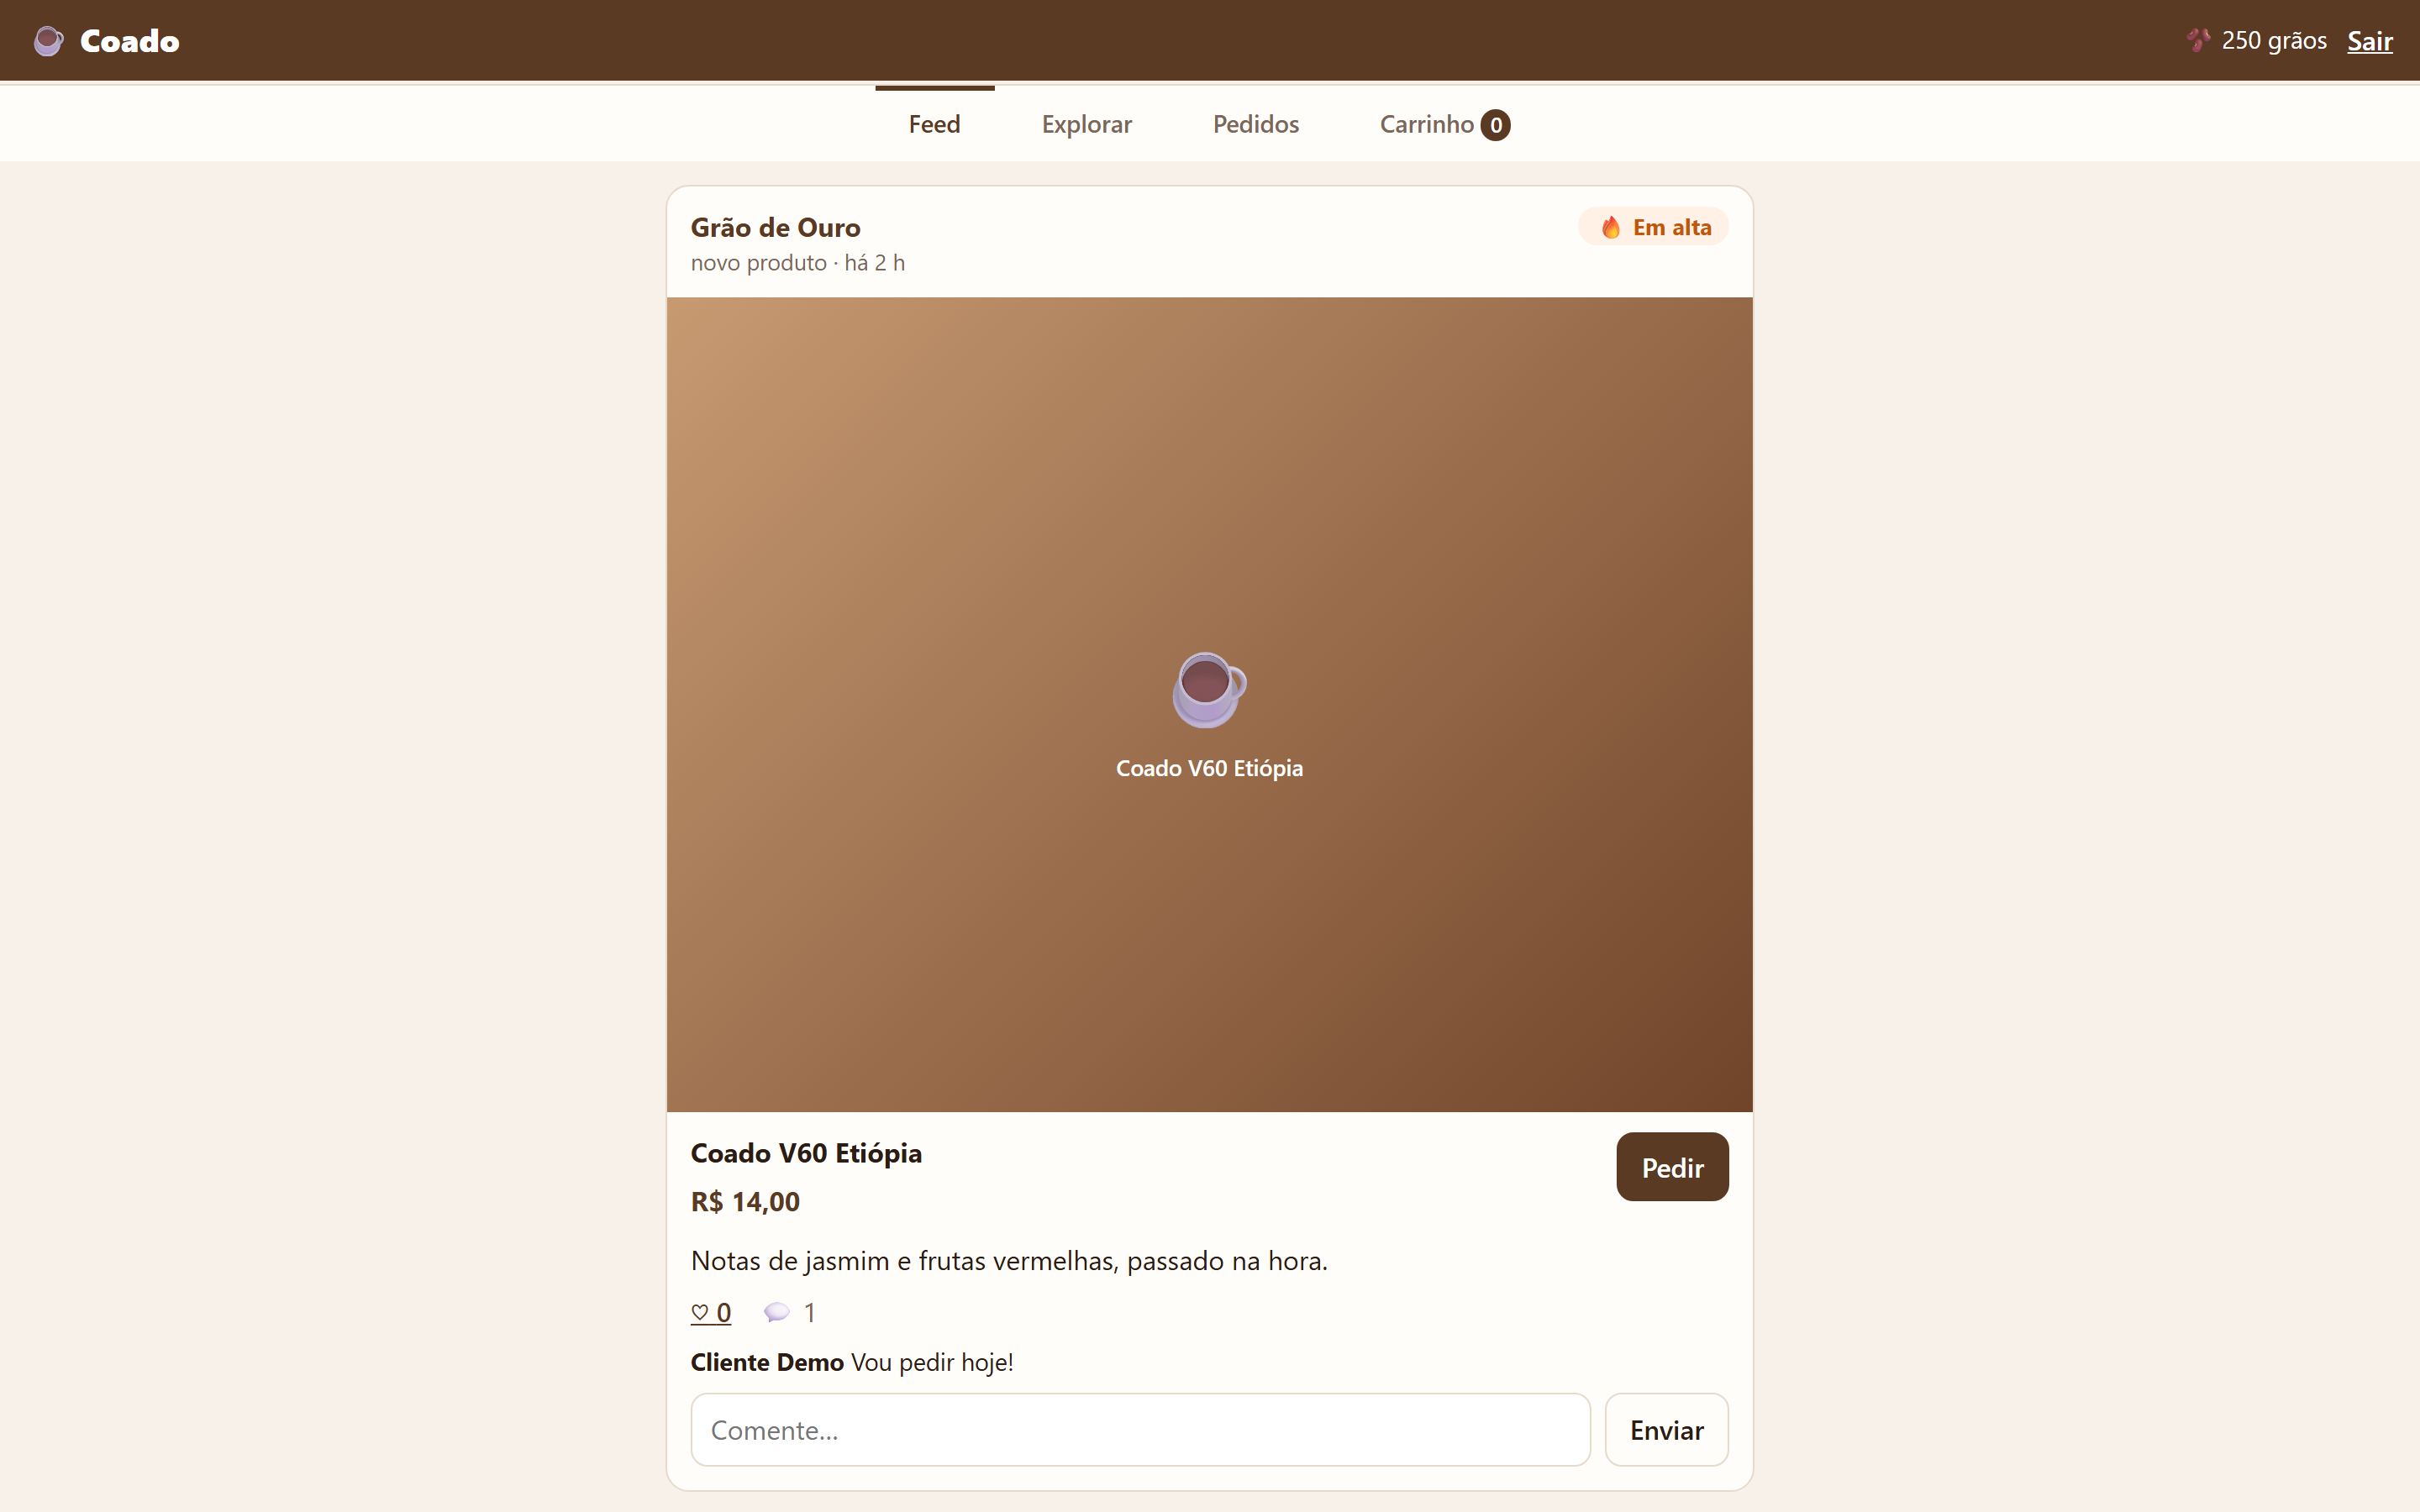 Coado
250 grãos Sair
Feed Explorar Pedidos Carrinho 0
Grão de Ouro
Em alta
novo produto · há 2 h
Coado V60 Etiópia
Coado V60 Etiópia
Pedir
R$ 14,00
Notas de jasmim e frutas vermelhas, passado na hora.
♡ 0 1
Cliente Demo Vou pedir hoje!
Comente...
Enviar